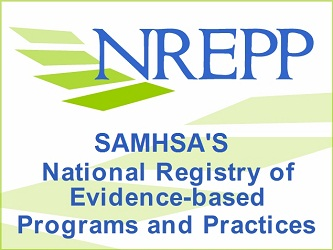 NREPP
SAMHSA'S
National Registry of
Evidence-based
Programs and Practices